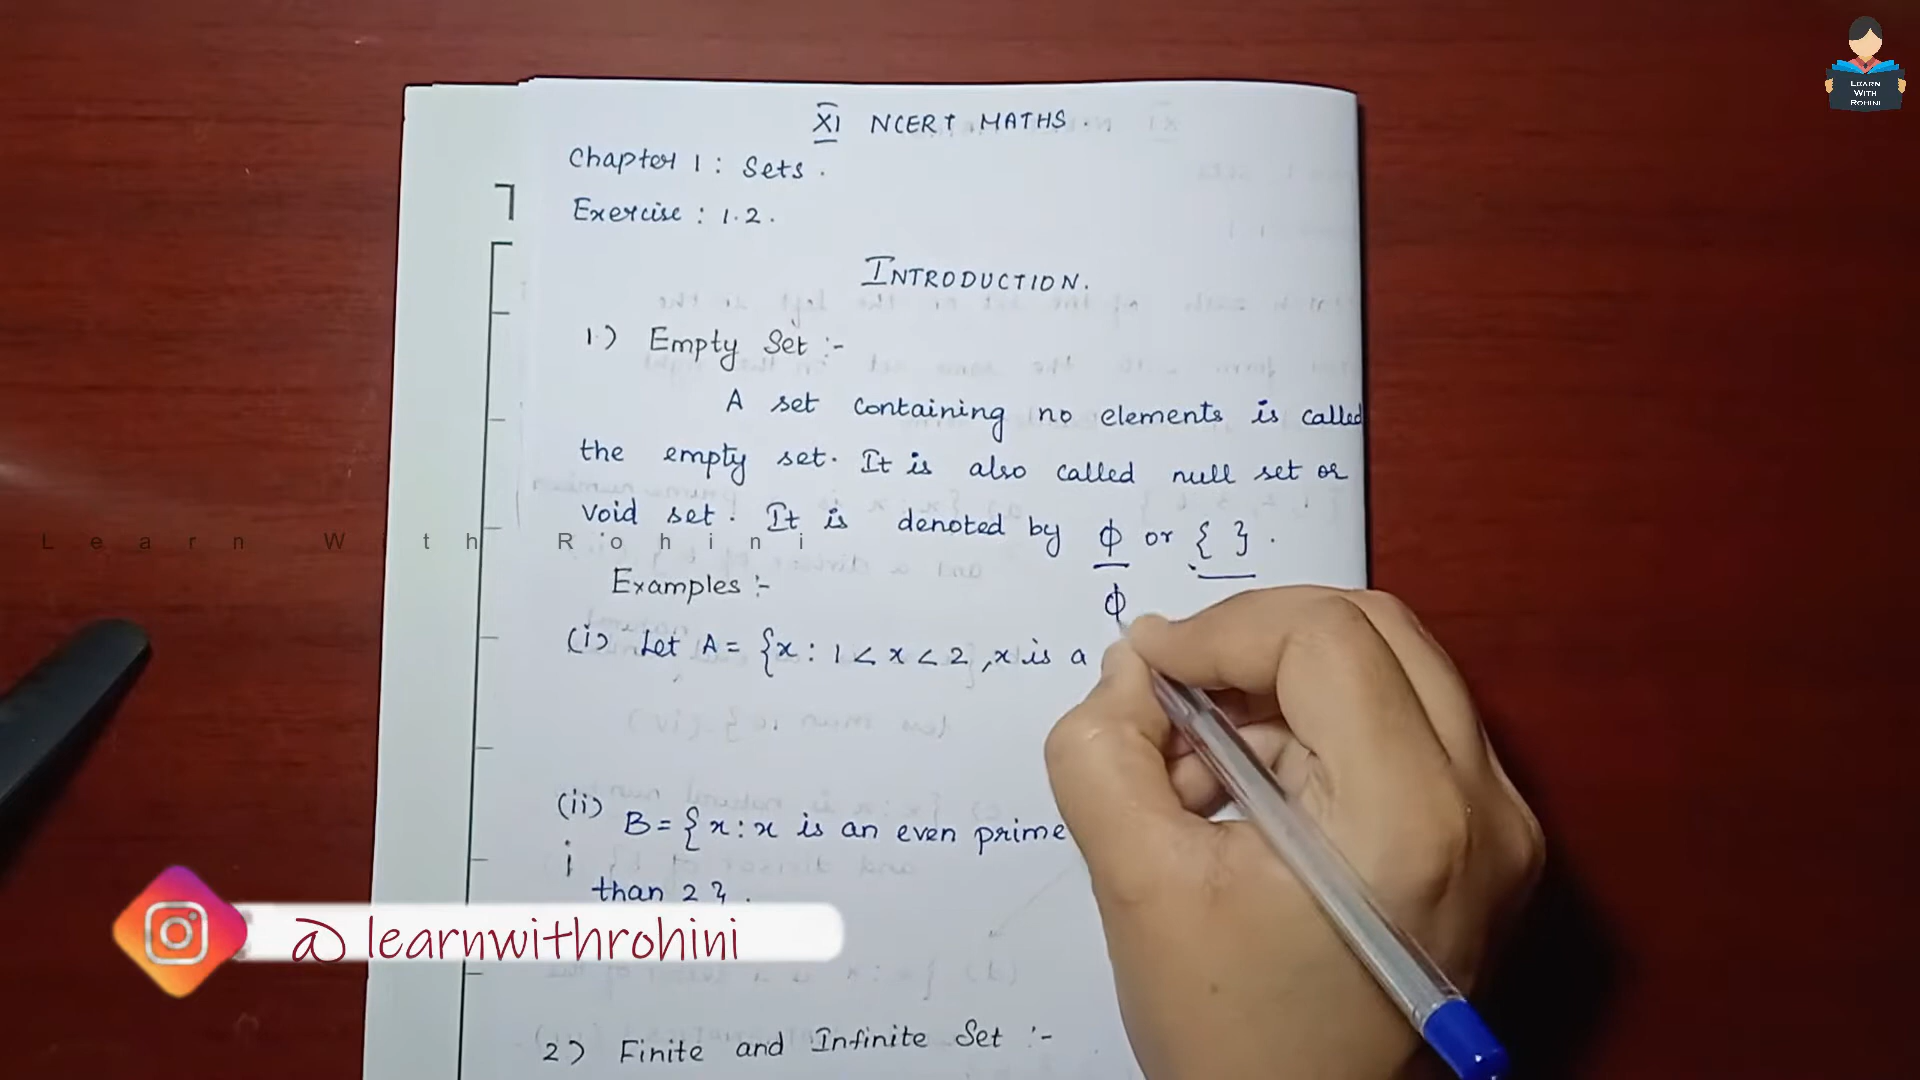 LEARN
WITH
ROHINI
XI NCERT MATHS.
Chapter 1: Sets.
Exercise: 1.2.
INTRODUCTION.
1.) Empty Set :-
A set containing no elements is called
the empty set. It is also called null set or
void set. It is denoted by ϕ or { }.
Learn With Rohini
Examples :-
ϕ
(i) Let A = {x : 1 < x < 2, x is a
(ii) B = {x : x is an even prime
than 2}.
@learnwithrohini
2) Finite and Infinite Set :-